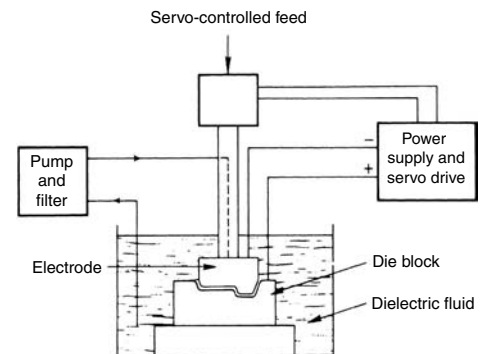 Servo-controlled feed
−
+
Power
supply and
servo drive
Pump
and
filter
Electrode
Die block
Dielectric fluid